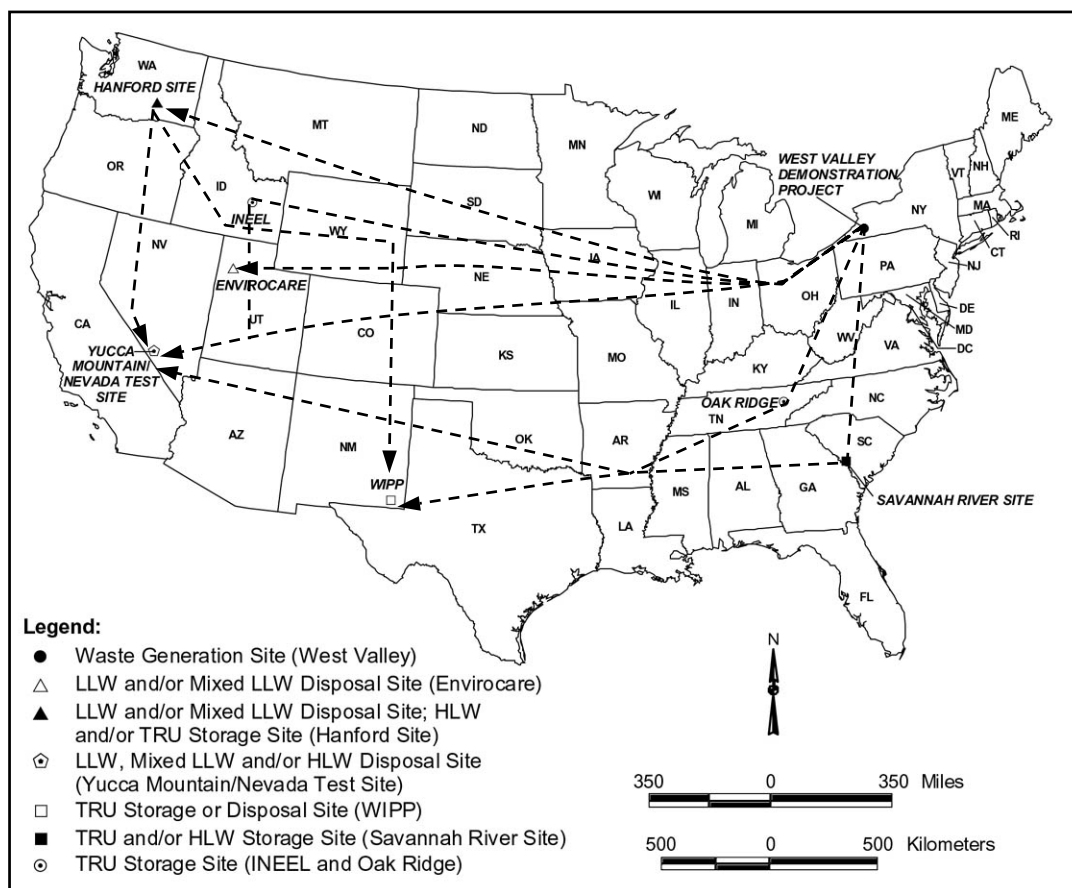 WA
HANFORD SITE
MT
ND
MN
ME
OR
ID
INEEL
SD
WI
MI
WEST VALLEY
DEMONSTRATION
PROJECT
VT
NH
NY
MA
RI
CT
NV
WY
IA
NE
ENVIROCARE
UT
CO
IL
IN
OH
PA
NJ
DE
MD
DC
CA
KS
MO
WV
VA
KY
YUCCA
MOUNTAIN/
NEVADA TEST
SITE
OAK RIDGE
TN
NC
AZ
NM
OK
AR
SC
WIPP
MS
AL
GA
SAVANNAH RIVER SITE
TX
LA
FL
Legend:
Waste Generation Site (West Valley)
LLW and/or Mixed LLW Disposal Site (Envirocare)
LLW and/or Mixed LLW Disposal Site; HLW
and/or TRU Storage Site (Hanford Site)
LLW, Mixed LLW and/or HLW Disposal Site
(Yucca Mountain/Nevada Test Site)
TRU Storage or Disposal Site (WIPP)
TRU and/or HLW Storage Site (Savannah River Site)
TRU Storage Site (INEEL and Oak Ridge)
N
350 0 350 Miles
500 0 500 Kilometers